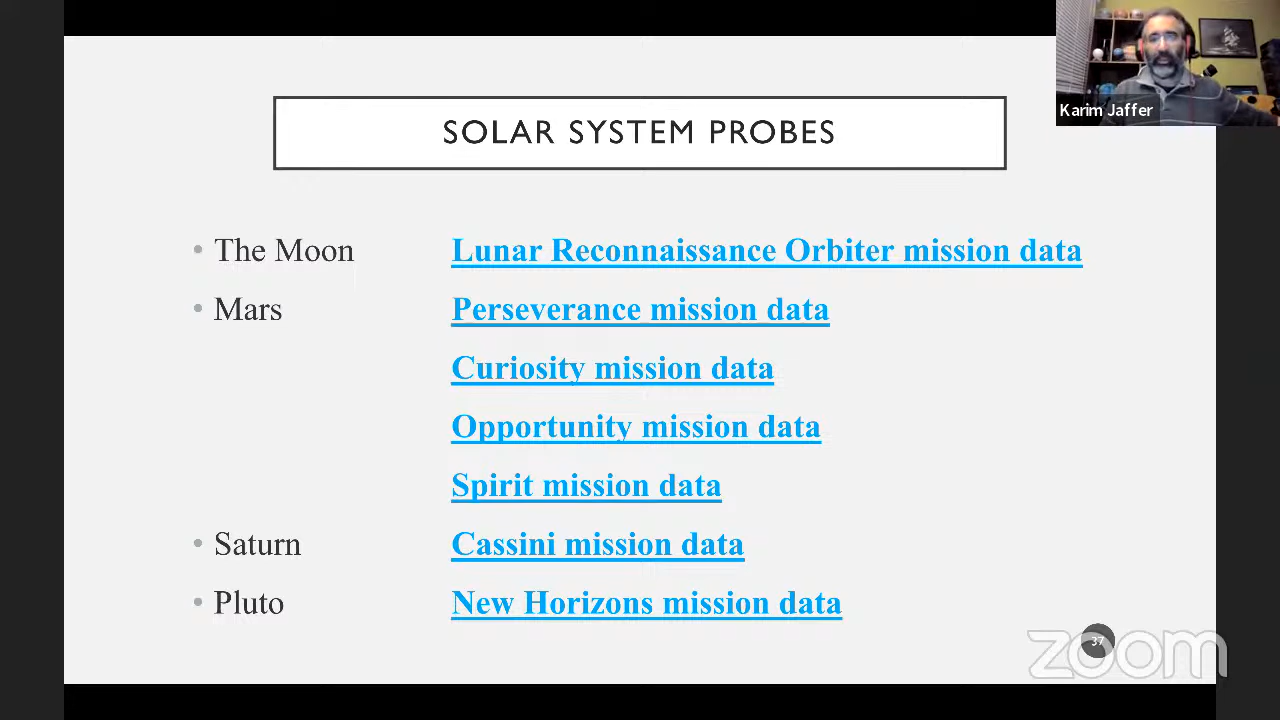 Karim Jaffer
SOLAR SYSTEM PROBES
• The Moon Lunar Reconnaissance Orbiter mission data
• Mars Perseverance mission data
Curiosity mission data
Opportunity mission data
Spirit mission data
• Saturn Cassini mission data
• Pluto New Horizons mission data
37
zoom